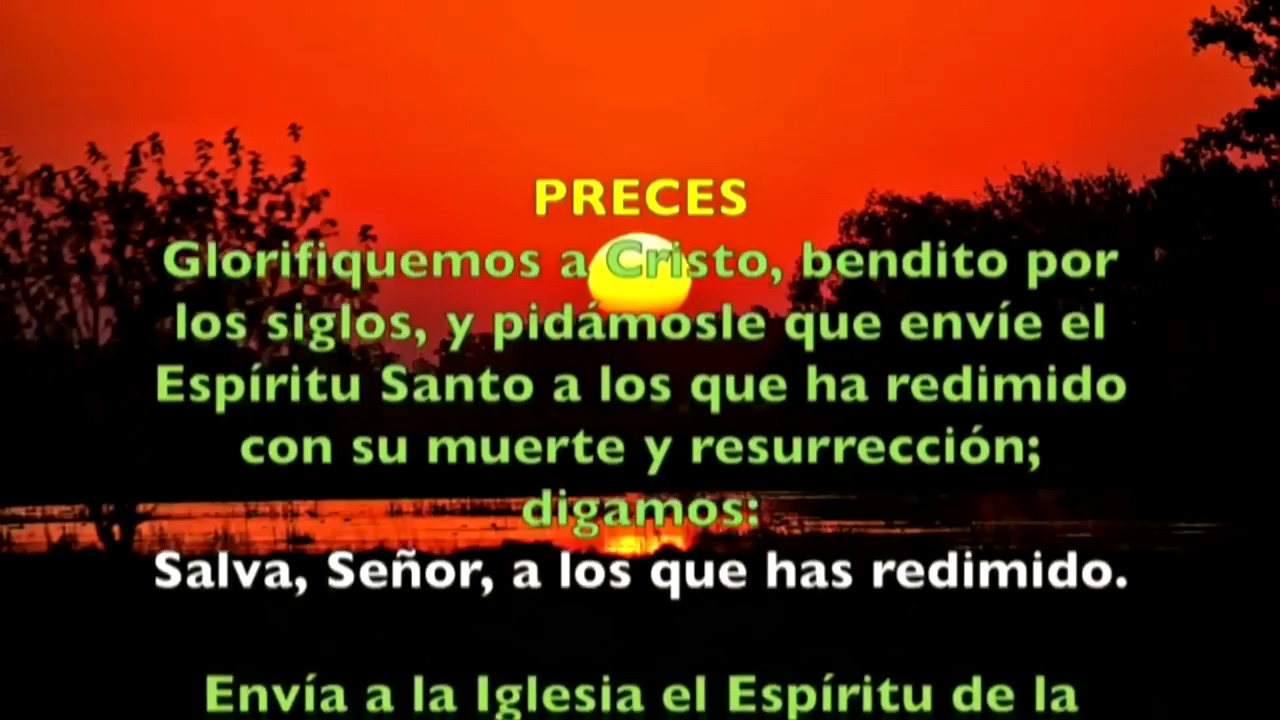 PRECES
Glorifiquemos a Cristo, bendito por
los siglos, y pidámosle que envíe el
Espíritu Santo a los que ha redimido
con su muerte y resurrección;
digamos:
Salva, Señor, a los que has redimido.
Envía a la Iglesia el Espíritu de la